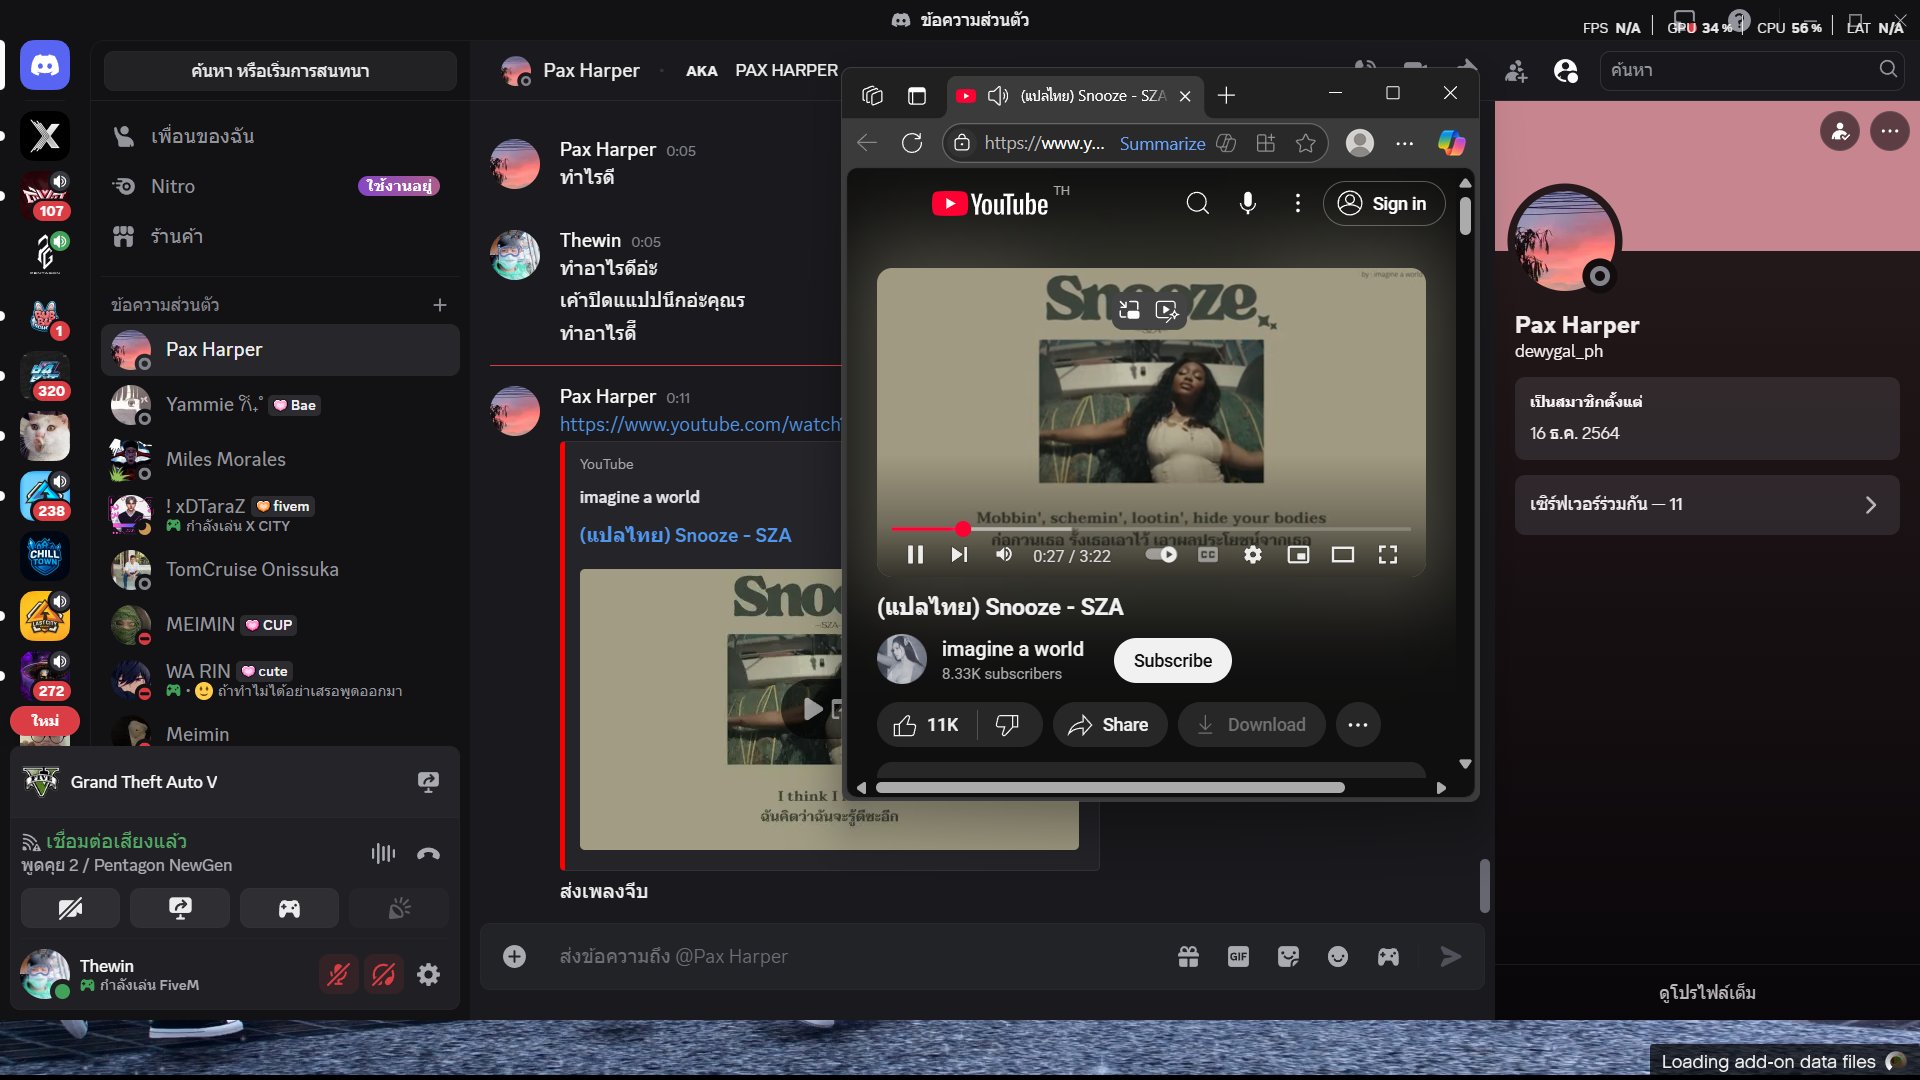 ข้อความส่วนตัว
FPS N/A GPU 34 % CPU 56 % LAT N/A
ค้นหา หรือเริ่มการสนทนา
เพื่อนของฉัน
Nitro
ใช้งานอยู่
ร้านค้า
ข้อความส่วนตัว
Pax Harper
Yammie
Bae
Miles Morales
! xDTaraZ
fivem
กำลังเล่น X CITY
TomCruise Onissuka
MEIMIN
CUP
WA RIN
cute
ถ้าทำไม่ได้อย่าเสรอพูดออกมา
Meimin
107
PENTAGON
1
320
238
CHILL
TOWN
LAST CITY
272
ใหม่
Grand Theft Auto V
เชื่อมต่อเสียงแล้ว
พูดคุย 2 / Pentagon NewGen
Thewin
กำลังเล่น FiveM
Pax Harper
AKA PAX HARPER
Pax Harper 0:05
ทำไรดี
Thewin 0:05
ทำอาไรดีอ่ะ
เค้าปิดแแปปนึกอ่ะคุณร
ทำอาไรดี
Pax Harper 0:11
https://www.youtube.com/watch
YouTube
imagine a world
(แปลไทย) Snooze - SZA
Snoo
I think I
ฉันคิดว่าฉันจะรู้ดีซะอีก
ส่งเพลงจีบ
ส่งข้อความถึง @Pax Harper
GIF
(แปลไทย) Snooze - SZA
https://www.y...
Summarize
YouTube TH
Sign in
by : imagine a world
Snooze
Mobbin', schemin', lootin', hide your bodies
ก่อกวนเธอ รั้งเธอเอาไว้ เอาผลประโยชน์จากเธอ
0:27 / 3:22
CC
(แปลไทย) Snooze - SZA
imagine a world
8.33K subscribers
Subscribe
11K
Share
Download
ค้นหา
Pax Harper
dewygal_ph
เป็นสมาชิกตั้งแต่
16 ธ.ค. 2564
เซิร์ฟเวอร์ร่วมกัน — 11
ดูโปรไฟล์เต็ม
Loading add-on data files